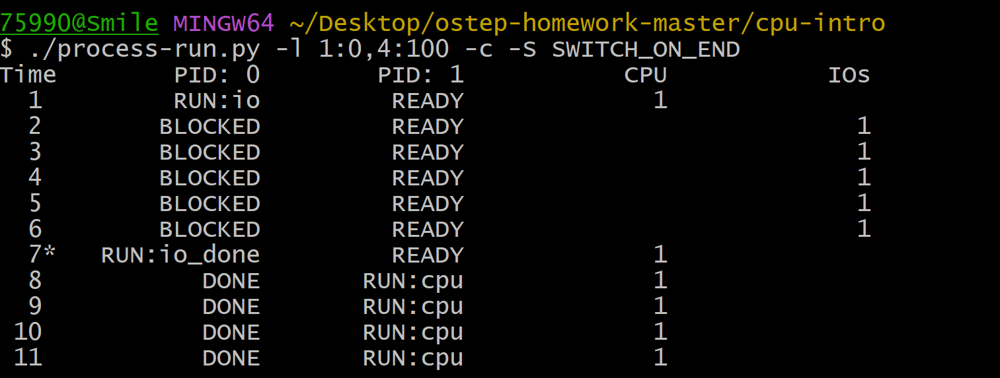 75990@Smile MINGW64 ~/Desktop/ostep-homework-master/cpu-intro
$ ./process-run.py -l 1:0,4:100 -c -S SWITCH_ON_END
Time PID: 0 PID: 1 CPU IOs
1 RUN:io READY 1
2 BLOCKED READY 1
3 BLOCKED READY 1
4 BLOCKED READY 1
5 BLOCKED READY 1
6 BLOCKED READY 1
7* RUN:io_done READY 1
8 DONE RUN:cpu 1
9 DONE RUN:cpu 1
10 DONE RUN:cpu 1
11 DONE RUN:cpu 1